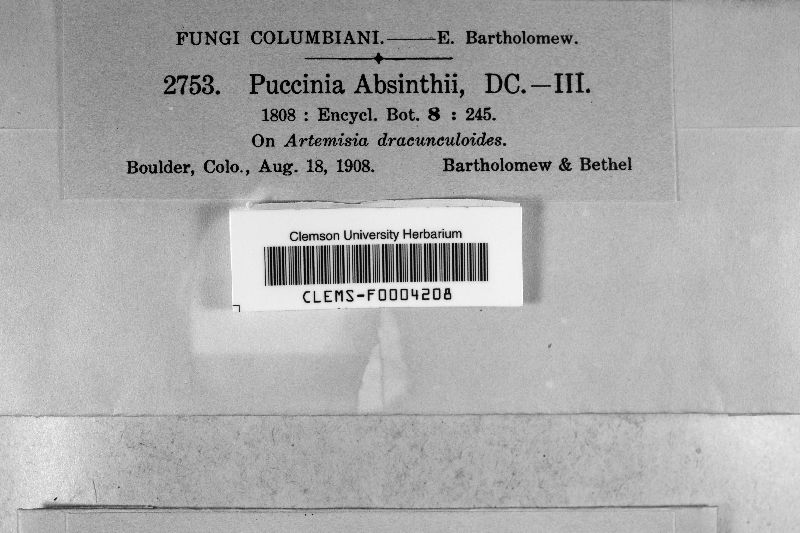 FUNGI COLUMBIANI.——E. Bartholomew.
2753. Puccinia Absinthii, DC.—III.
1808 : Encycl. Bot. 8 : 245.
On Artemisia dracunculoides.
Boulder, Colo., Aug. 18, 1908. Bartholomew & Bethel
Clemson University Herbarium
CLEMS-F0004208